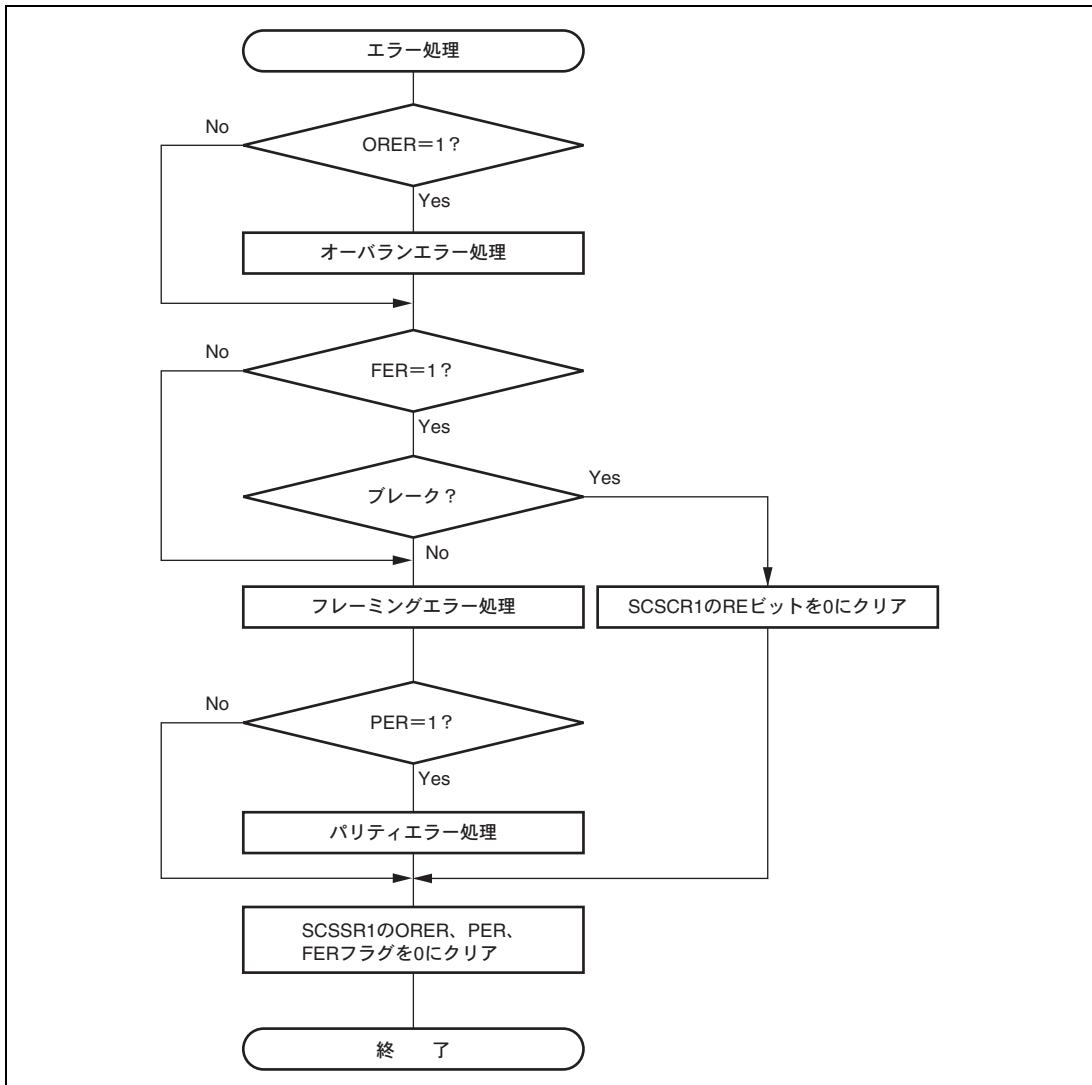 エラー処理
No
ORER＝1？
Yes
オーバランエラー処理
No
FER＝1？
Yes
ブレーク？
Yes
No
フレーミングエラー処理
SCSCR1のREビットを0にクリア
No
PER＝1？
Yes
パリティエラー処理
SCSSR1のORER、PER、
FERフラグを0にクリア
終　　了